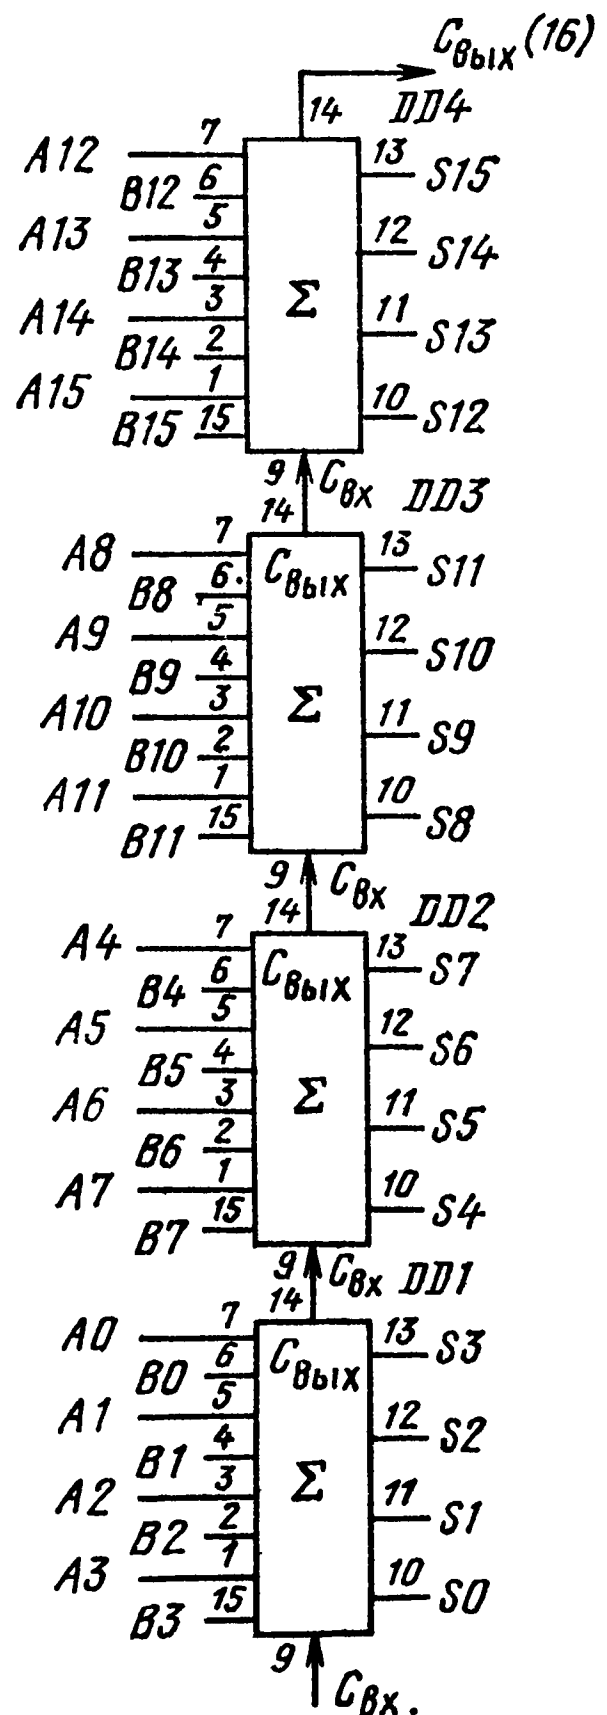 Cвых (16)
14 DD4
A12 7 13 S15
B12 6
A13 5 12 S14
B13 4
Σ
A14 3 11 S13
B14 2
A15 1 10 S12
B15 15
9 Cвх DD3
14
A8 7 Cвых 13 S11
B8 6.
A9 5 12 S10
B9 4
Σ
A10 3 11 S9
B10 2
A11 1 10 S8
B11 15
9 Cвх DD2
14
A4 7 Cвых 13 S7
B4 6
A5 5 12 S6
B5 4
Σ
A6 3 11 S5
B6 2
A7 1 10 S4
B7 15
9 Cвх DD1
14
A0 7 Cвых 13 S3
B0 6
A1 5 12 S2
B1 4
Σ
A2 3 11 S1
B2 2
A3 1 10 S0
B3 15
9 Cвх.